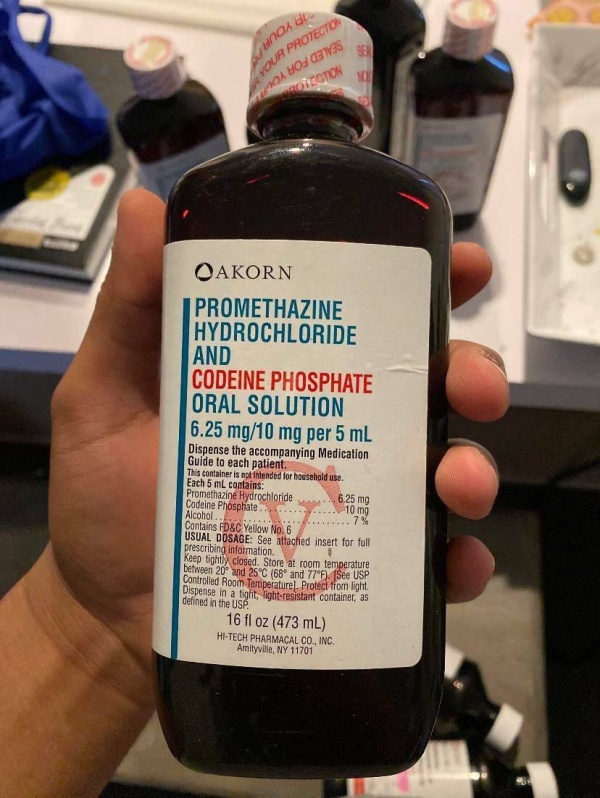 SEALED FOR YOUR PROTECTION
AKORN
PROMETHAZINE
HYDROCHLORIDE
AND
CODEINE PHOSPHATE
ORAL SOLUTION
6.25 mg/10 mg per 5 mL
Dispense the accompanying Medication
Guide to each patient.
This container is not intended for household use.
Each 5 mL contains:
Promethazine Hydrochloride ............ 6.25 mg
Codeine Phosphate ...................... 10 mg
Alcohol ................................ 7 %
Contains FD&C Yellow No. 6
USUAL DOSAGE: See attached insert for full
prescribing information.
Keep tightly closed. Store at room temperature
between 20° and 25°C (68° and 77°F). [See USP
Controlled Room Temperature]. Protect from light.
Dispense in a tight, light-resistant container, as
defined in the USP.
CV
16 fl oz (473 mL)
HI-TECH PHARMACAL CO., INC.
Amityville, NY 11701